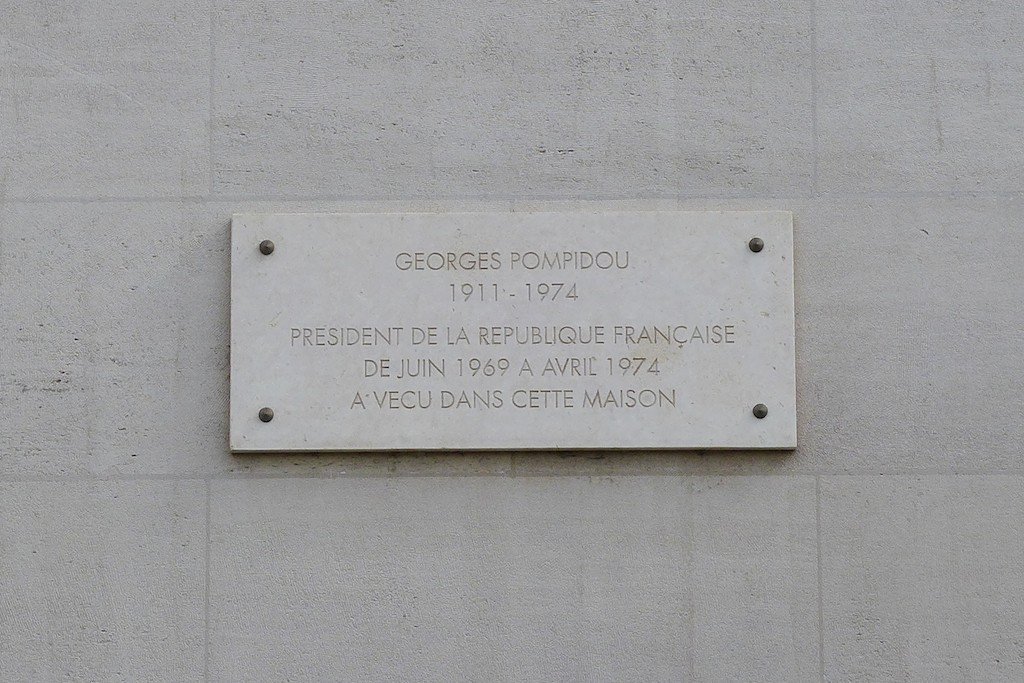 GEORGES POMPIDOU
1911 - 1974
PRESIDENT DE LA REPUBLIQUE FRANÇAISE
DE JUIN 1969 A AVRIL 1974
A VECU DANS CETTE MAISON